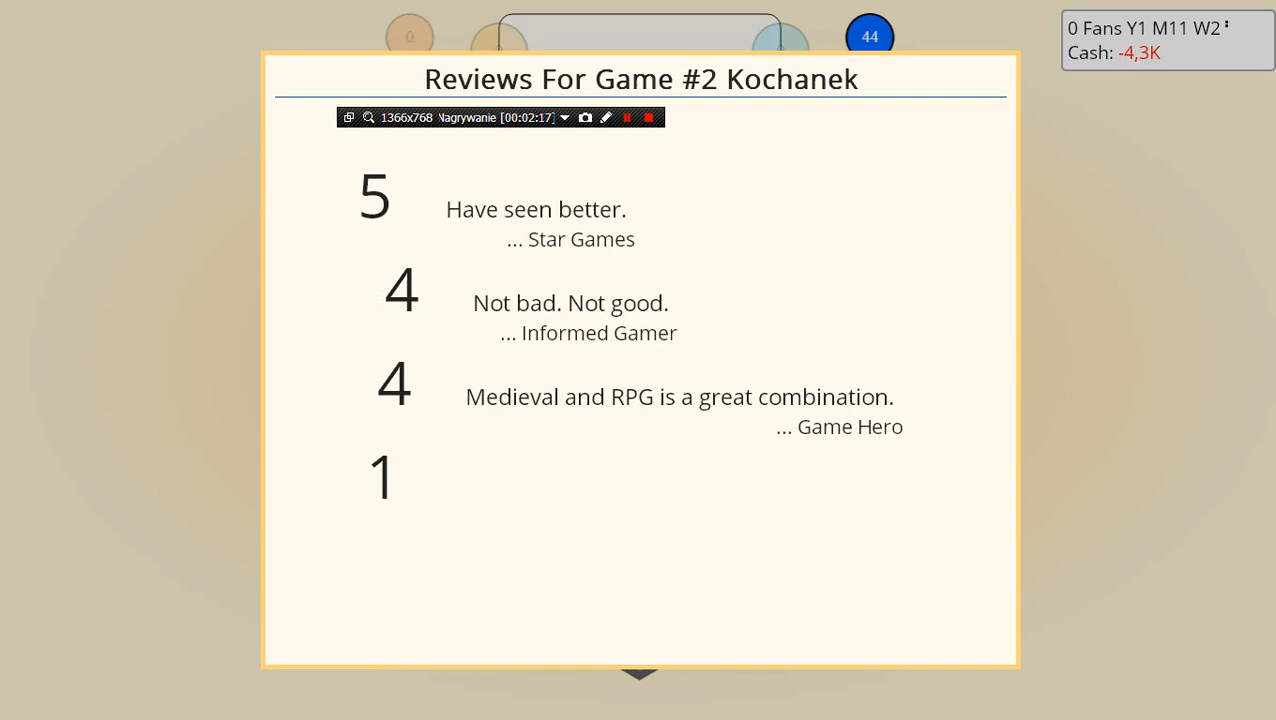 0
44
0 Fans Y1 M11 W2
Cash: -4,3K
Reviews For Game #2 Kochanek
1366x768 Nagrywanie [00:02:17]
5 Have seen better.
... Star Games
4 Not bad. Not good.
... Informed Gamer
4 Medieval and RPG is a great combination.
... Game Hero
1